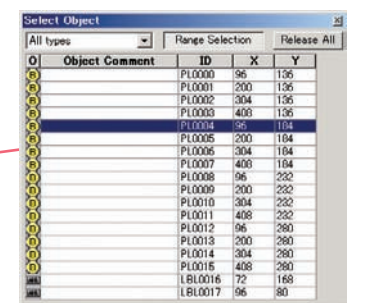 Select Object
All types Range Selection Release All
O Object Comment ID X Y
B PL0000 96 136
B PL0001 200 136
B PL0002 304 136
B PL0003 408 136
B PL0004 96 184
B PL0005 200 184
B PL0006 304 184
B PL0007 408 184
PL0008 96 232
PL0009 200 232
PL0010 304 232
PL0011 408 232
PL0012 96 280
PL0013 200 280
PL0014 304 280
PL0015 408 280
LBL0016 72 168
LBL0017 96 80